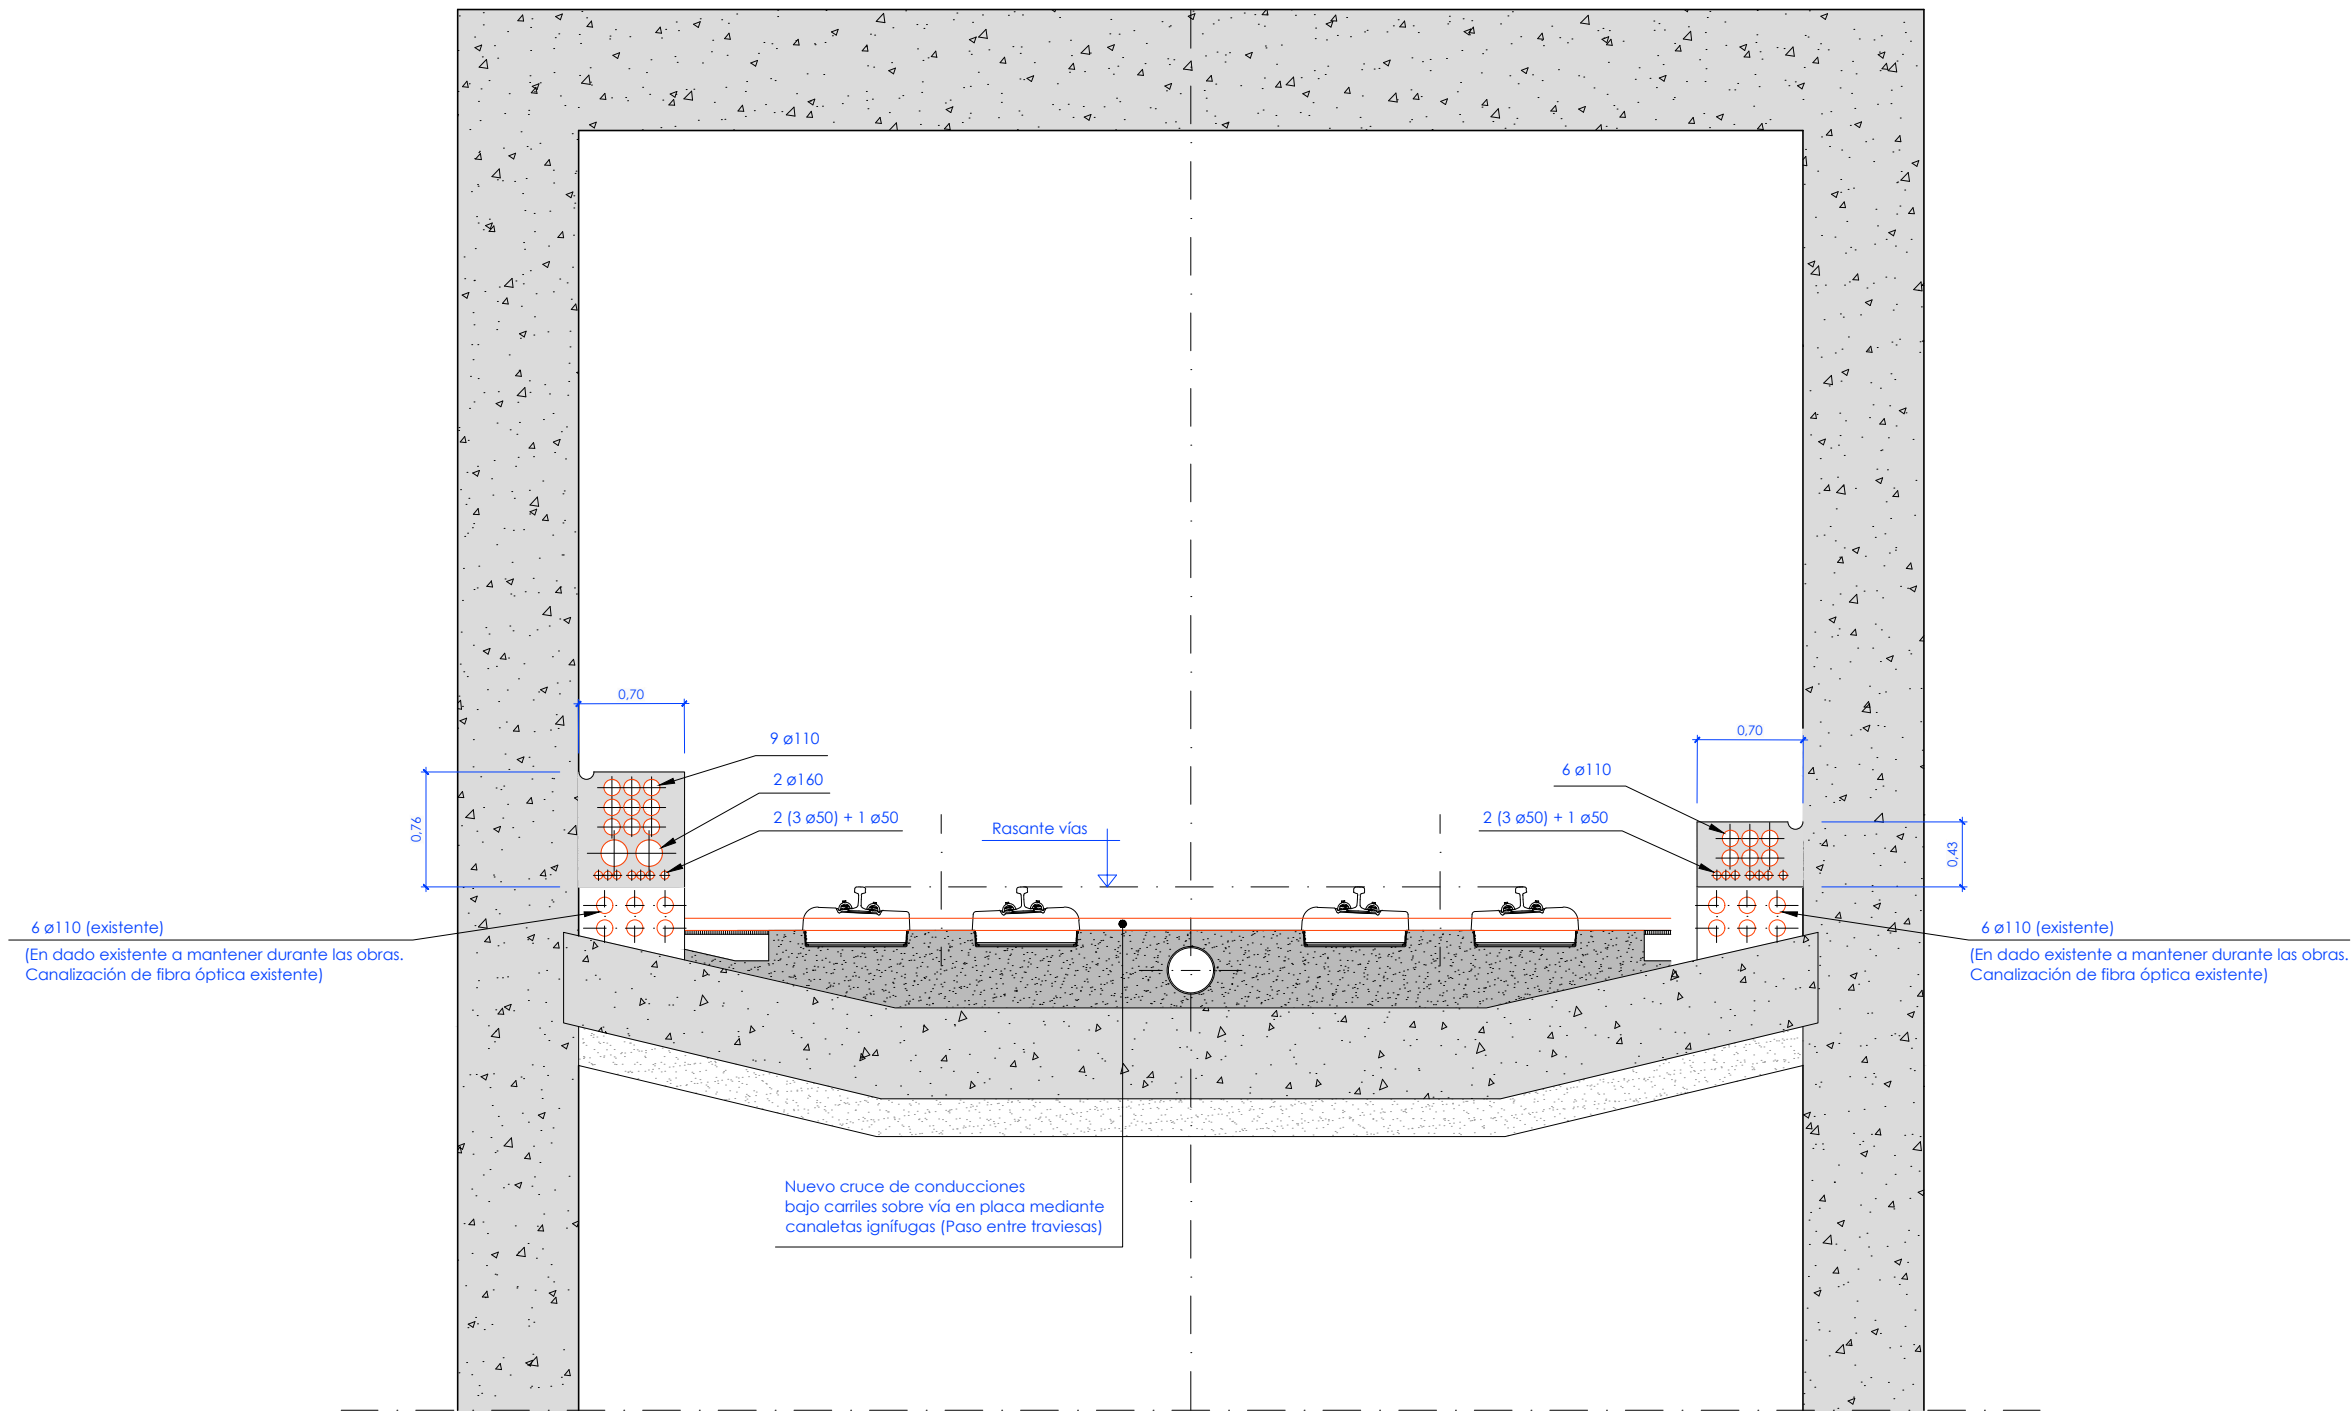 0,70
9 ø110
2 ø160
2 (3 ø50) + 1 ø50
0,76
6 ø110 (existente)
(En dado existente a mantener durante las obras.
Canalización de fibra óptica existente)
Rasante vías
0,70
6 ø110
2 (3 ø50) + 1 ø50
0,43
6 ø110 (existente)
(En dado existente a mantener durante las obras.
Canalización de fibra óptica existente)
Nuevo cruce de conducciones
bajo carriles sobre vía en placa mediante
canaletas ignífugas (Paso entre traviesas)